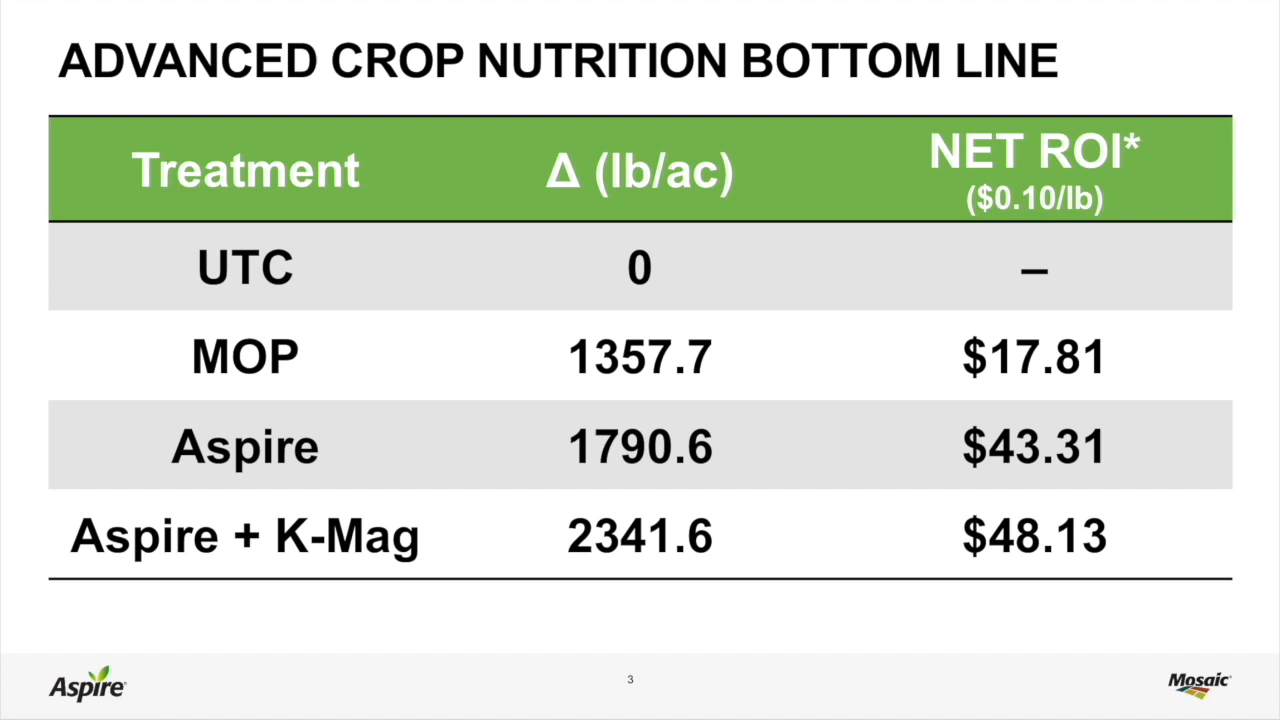 ADVANCED CROP NUTRITION BOTTOM LINE
Treatment Δ (lb/ac) NET ROI*
($0.10/lb)
UTC 0 –
MOP 1357.7 $17.81
Aspire 1790.6 $43.31
Aspire + K-Mag 2341.6 $48.13
Aspire 3 Mosaic